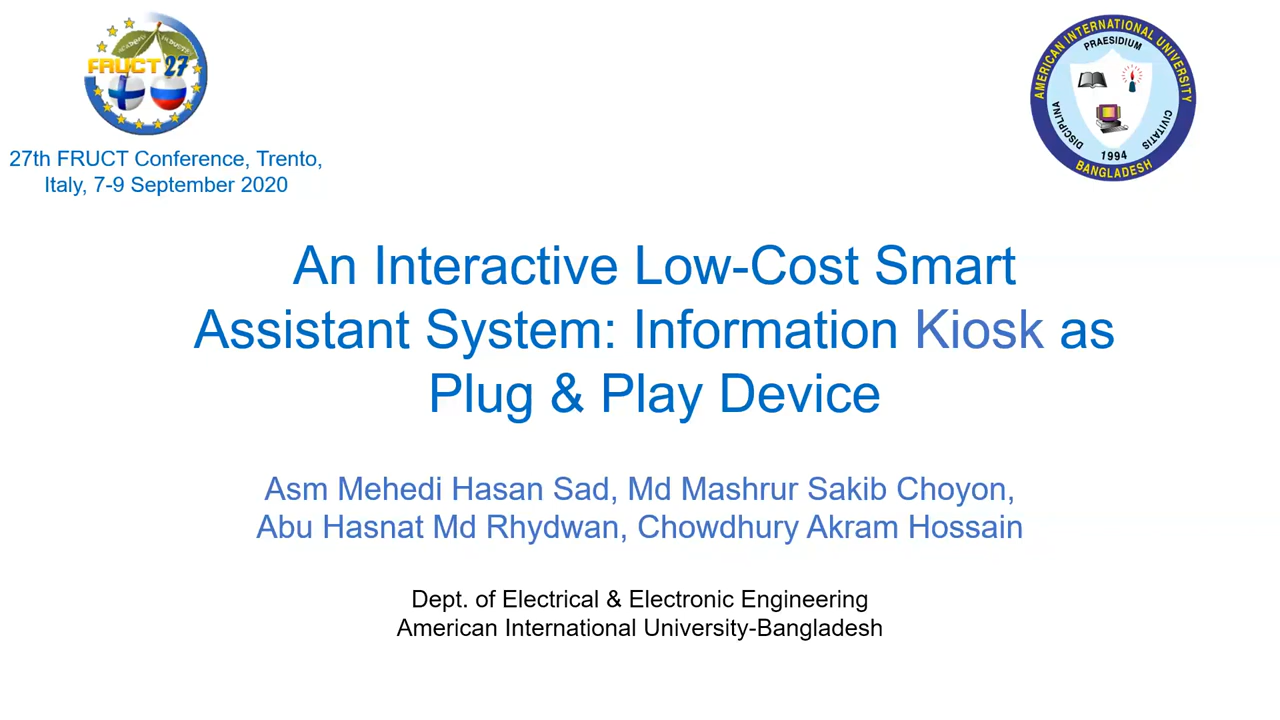 FRUCT 27
27th FRUCT Conference, Trento,
Italy, 7-9 September 2020
AMERICAN INTERNATIONAL UNIVERSITY
PRAESIDIUM
DISCIPLINA
CIVITATIS
1994
BANGLADESH
An Interactive Low-Cost Smart
Assistant System: Information Kiosk as
Plug & Play Device
Asm Mehedi Hasan Sad, Md Mashrur Sakib Choyon,
Abu Hasnat Md Rhydwan, Chowdhury Akram Hossain
Dept. of Electrical & Electronic Engineering
American International University-Bangladesh